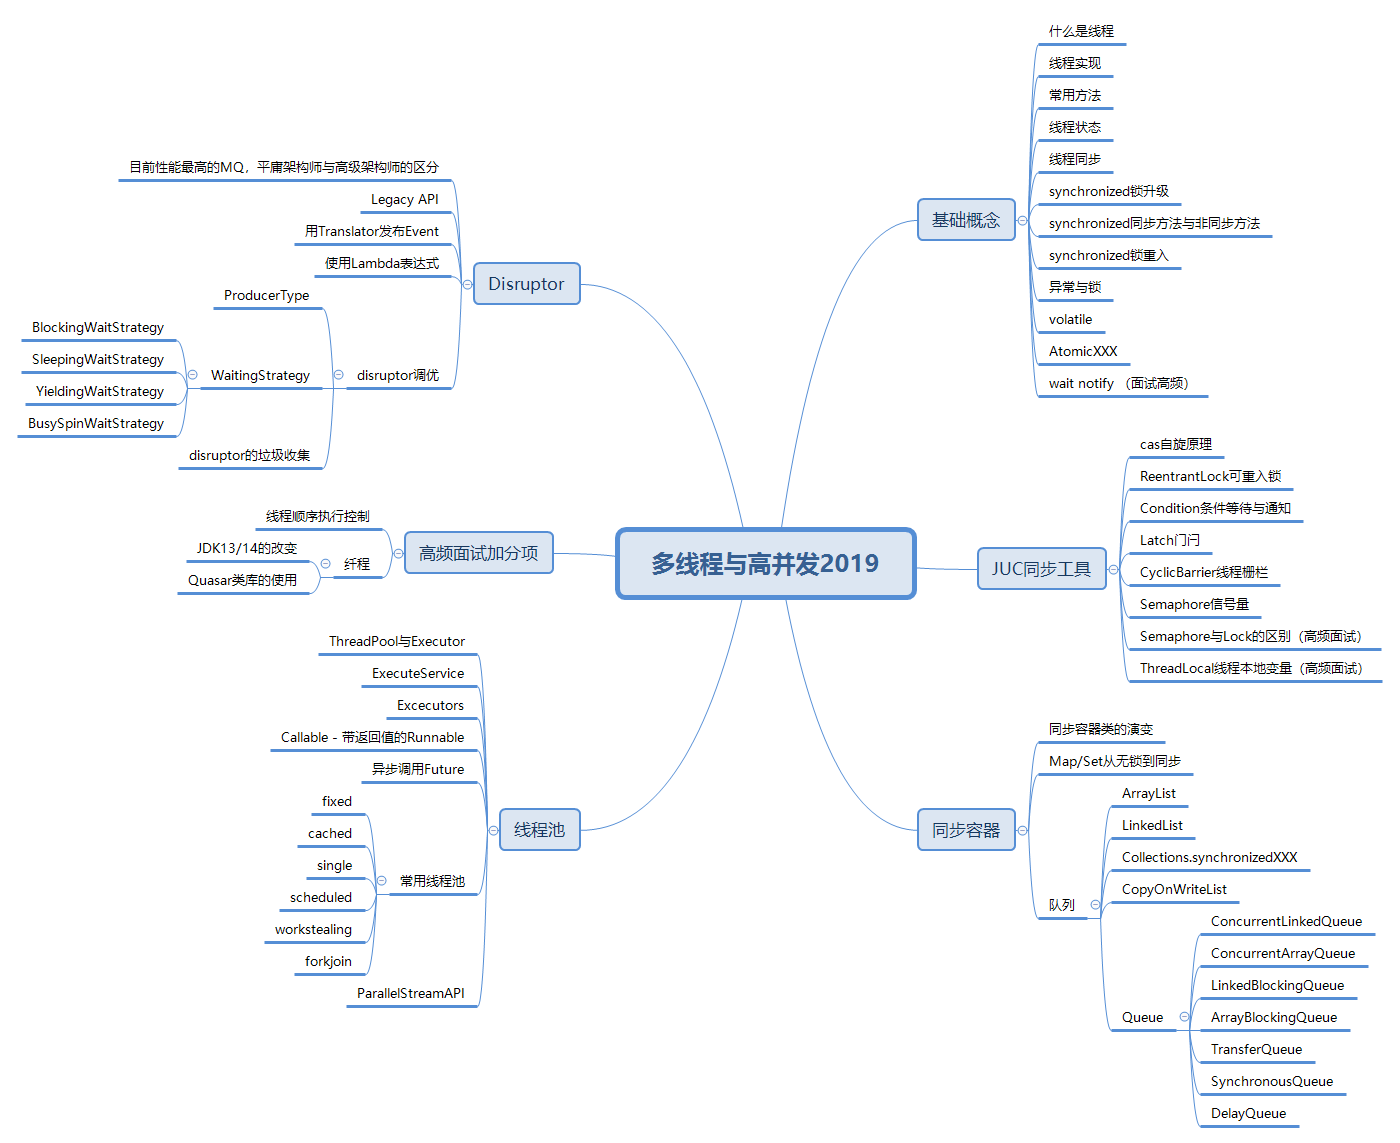 多线程与高并发2019
基础概念
什么是线程
线程实现
常用方法
线程状态
线程同步
synchronized锁升级
synchronized同步方法与非同步方法
synchronized锁重入
异常与锁
volatile
AtomicXXX
wait notify （面试高频）
JUC同步工具
cas自旋原理
ReentrantLock可重入锁
Condition条件等待与通知
Latch门闩
CyclicBarrier线程栅栏
Semaphore信号量
Semaphore与Lock的区别（高频面试）
ThreadLocal线程本地变量（高频面试）
同步容器
同步容器类的演变
Map/Set从无锁到同步
队列
ArrayList
LinkedList
Collections.synchronizedXXX
CopyOnWriteList
Queue
ConcurrentLinkedQueue
ConcurrentArrayQueue
LinkedBlockingQueue
ArrayBlockingQueue
TransferQueue
SynchronousQueue
DelayQueue
Disruptor
目前性能最高的MQ，平庸架构师与高级架构师的区分
Legacy API
用Translator发布Event
使用Lambda表达式
disruptor调优
ProducerType
WaitingStrategy
BlockingWaitStrategy
SleepingWaitStrategy
YieldingWaitStrategy
BusySpinWaitStrategy
disruptor的垃圾收集
高频面试加分项
线程顺序执行控制
纤程
JDK13/14的改变
Quasar类库的使用
线程池
ThreadPool与Executor
ExecuteService
Excecutors
Callable - 带返回值的Runnable
异步调用Future
常用线程池
fixed
cached
single
scheduled
workstealing
forkjoin
ParallelStreamAPI